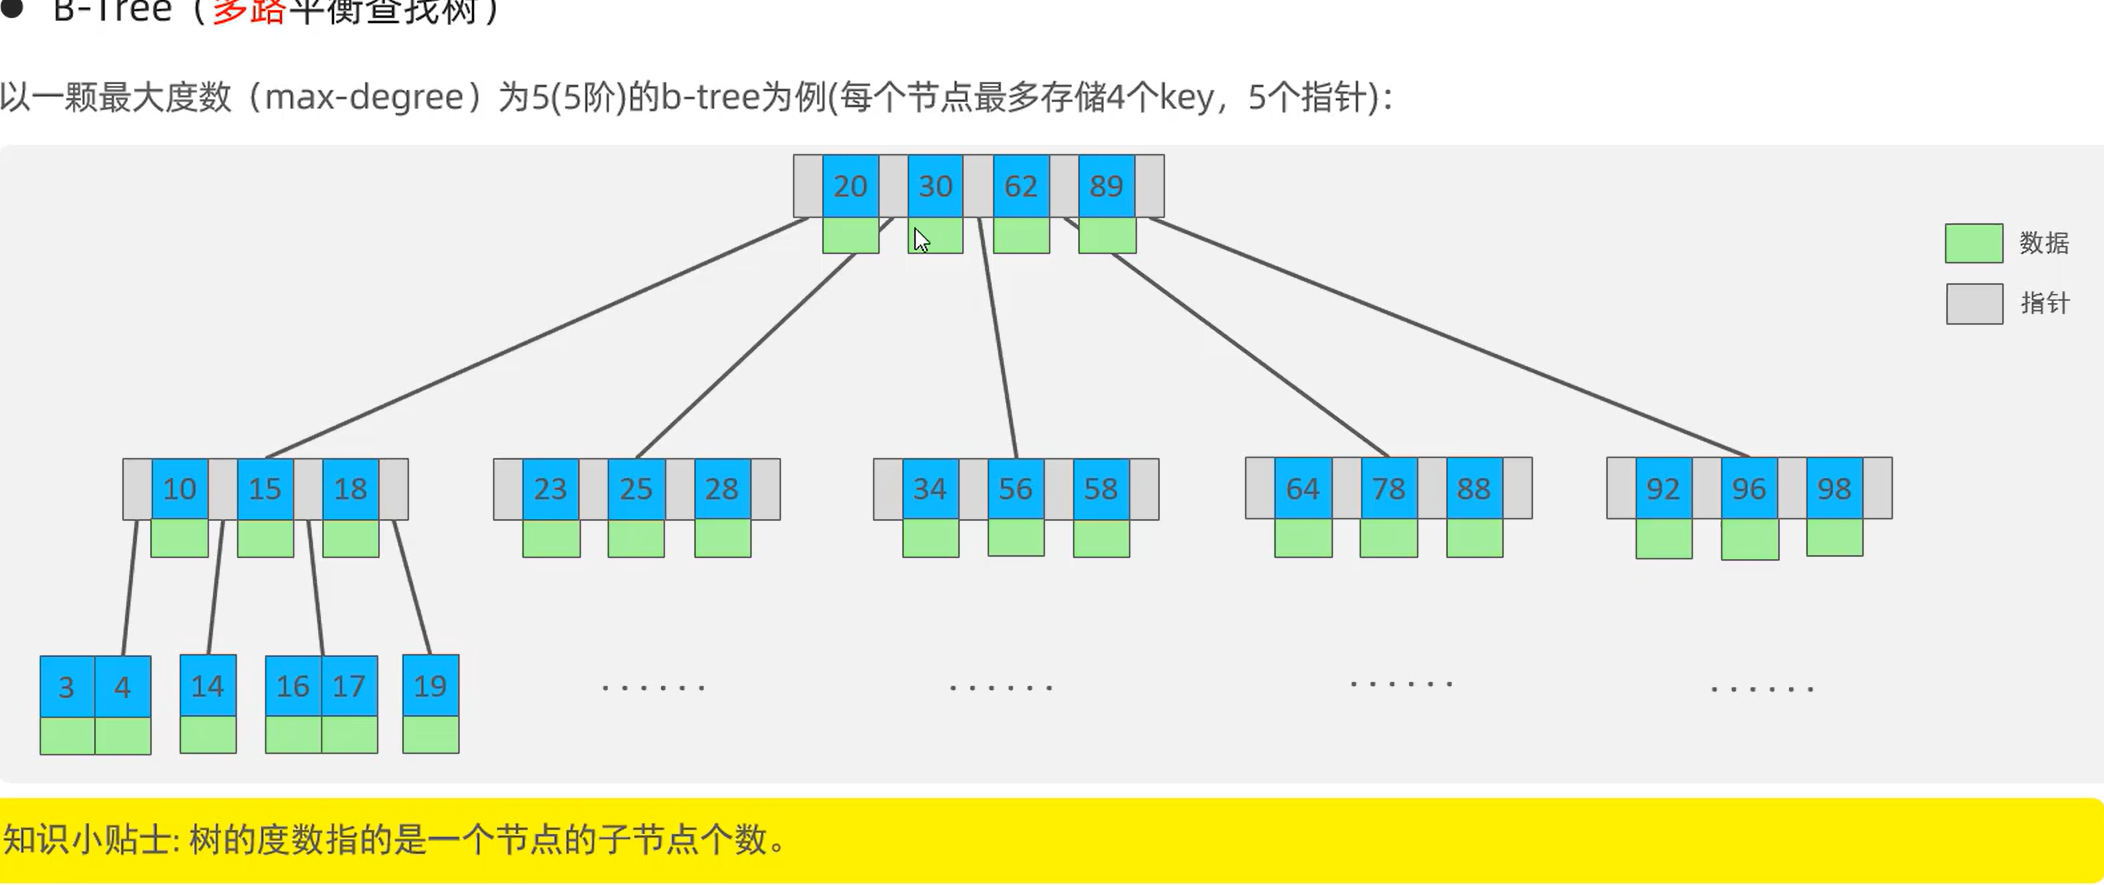 ● B-Tree（多路平衡查找树）
以一颗最大度数（max-degree）为5(5阶)的b-tree为例(每个节点最多存储4个key，5个指针)：
20 30 62 89
数据
指针
10 15 18 23 25 28 34 56 58 64 78 88 92 96 98
3 4 14 16 17 19 ...... ...... ...... ......
知识小贴士: 树的度数指的是一个节点的子节点个数。